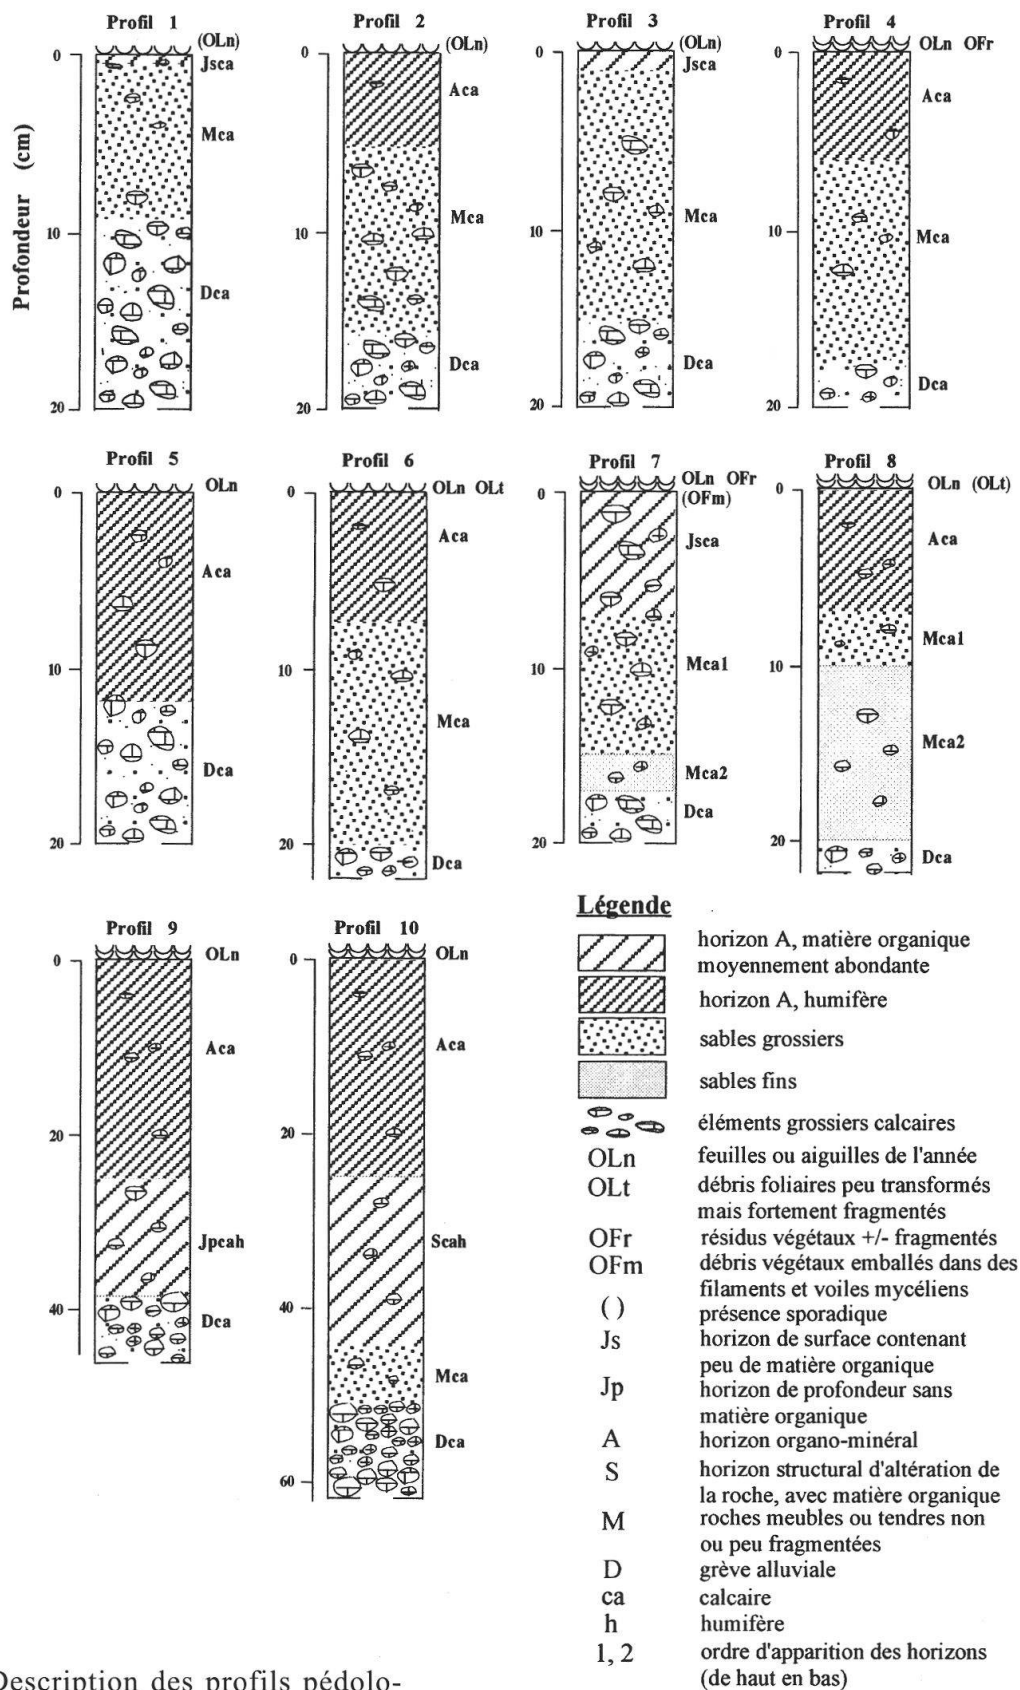 Profil 1
(OLn)
0
Jsca
Mca
10
Dca
20
Profondeur (cm)
Profil 2
(OLn)
0
Aca
Mca
10
Dca
20
Profil 3
(OLn)
0
Jsca
Mca
10
Dca
20
Profil 4
OLn OFr
0
Aca
Mca
10
Dca
20
Profil 5
OLn
0
Aca
10
Dca
20
Profil 6
OLn OLt
0
Aca
10
Mca
20
Dca
Profil 7
OLn OFr
(OFm)
0
Jsca
Mca1
10
Mca2
Dca
20
Profil 8
OLn (OLt)
0
Aca
Mca1
10
Mca2
20
Dca
Profil 9
OLn
0
Aca
20
Jpcah
40
Dca
Profil 10
OLn
0
Aca
20
Scah
40
Mca
Dca
60
Légende
horizon A, matière organique
moyennement abondante
horizon A, humifère
sables grossiers
sables fins
éléments grossiers calcaires
OLn feuilles ou aiguilles de l'année
OLt débris foliaires peu transformés
mais fortement fragmentés
OFr résidus végétaux +/- fragmentés
OFm débris végétaux emballés dans des
filaments et voiles mycéliens
( ) présence sporadique
Js horizon de surface contenant
peu de matière organique
Jp horizon de profondeur sans
matière organique
A horizon organo-minéral
S horizon structural d'altération de
la roche, avec matière organique
M roches meubles ou tendres non
ou peu fragmentées
D grève alluviale
ca calcaire
h humifère
1, 2 ordre d'apparition des horizons
(de haut en bas)
Description des profils pédolo-